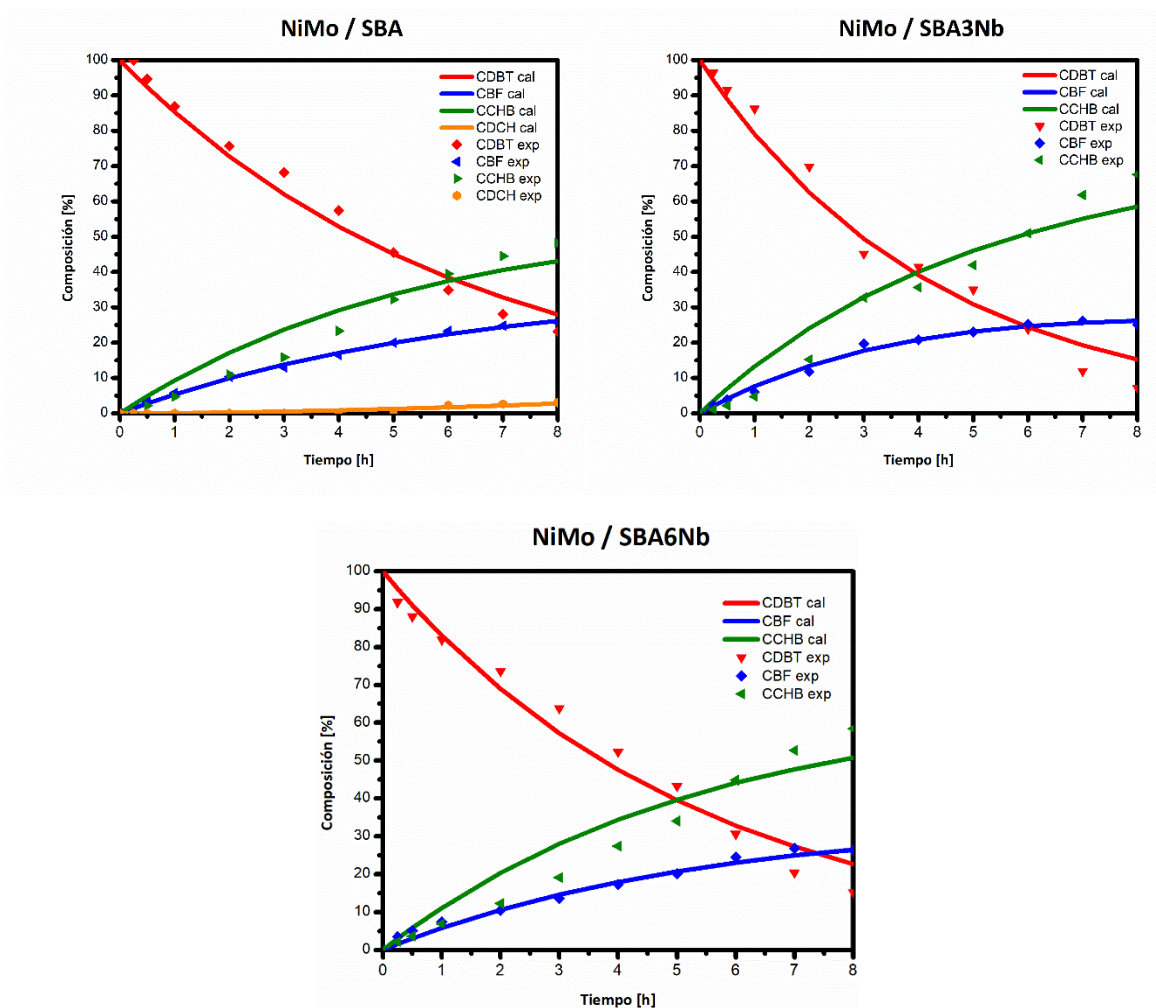 NiMo / SBA
100
90
80
70
60
50
40
30
20
10
0
Composición [%]
0 1 2 3 4 5 6 7 8
Tiempo [h]
CDBT cal
CBF cal
CCHB cal
CDCH cal
CDBT exp
CBF exp
CCHB exp
CDCH exp
NiMo / SBA3Nb
100
90
80
70
60
50
40
30
20
10
0
Composición [%]
0 1 2 3 4 5 6 7 8
Tiempo [h]
CDBT cal
CBF cal
CCHB cal
CDBT exp
CBF exp
CCHB exp
NiMo / SBA6Nb
100
90
80
70
60
50
40
30
20
10
0
Composición [%]
0 1 2 3 4 5 6 7 8
Tiempo [h]
CDBT cal
CBF cal
CCHB cal
CDBT exp
CBF exp
CCHB exp